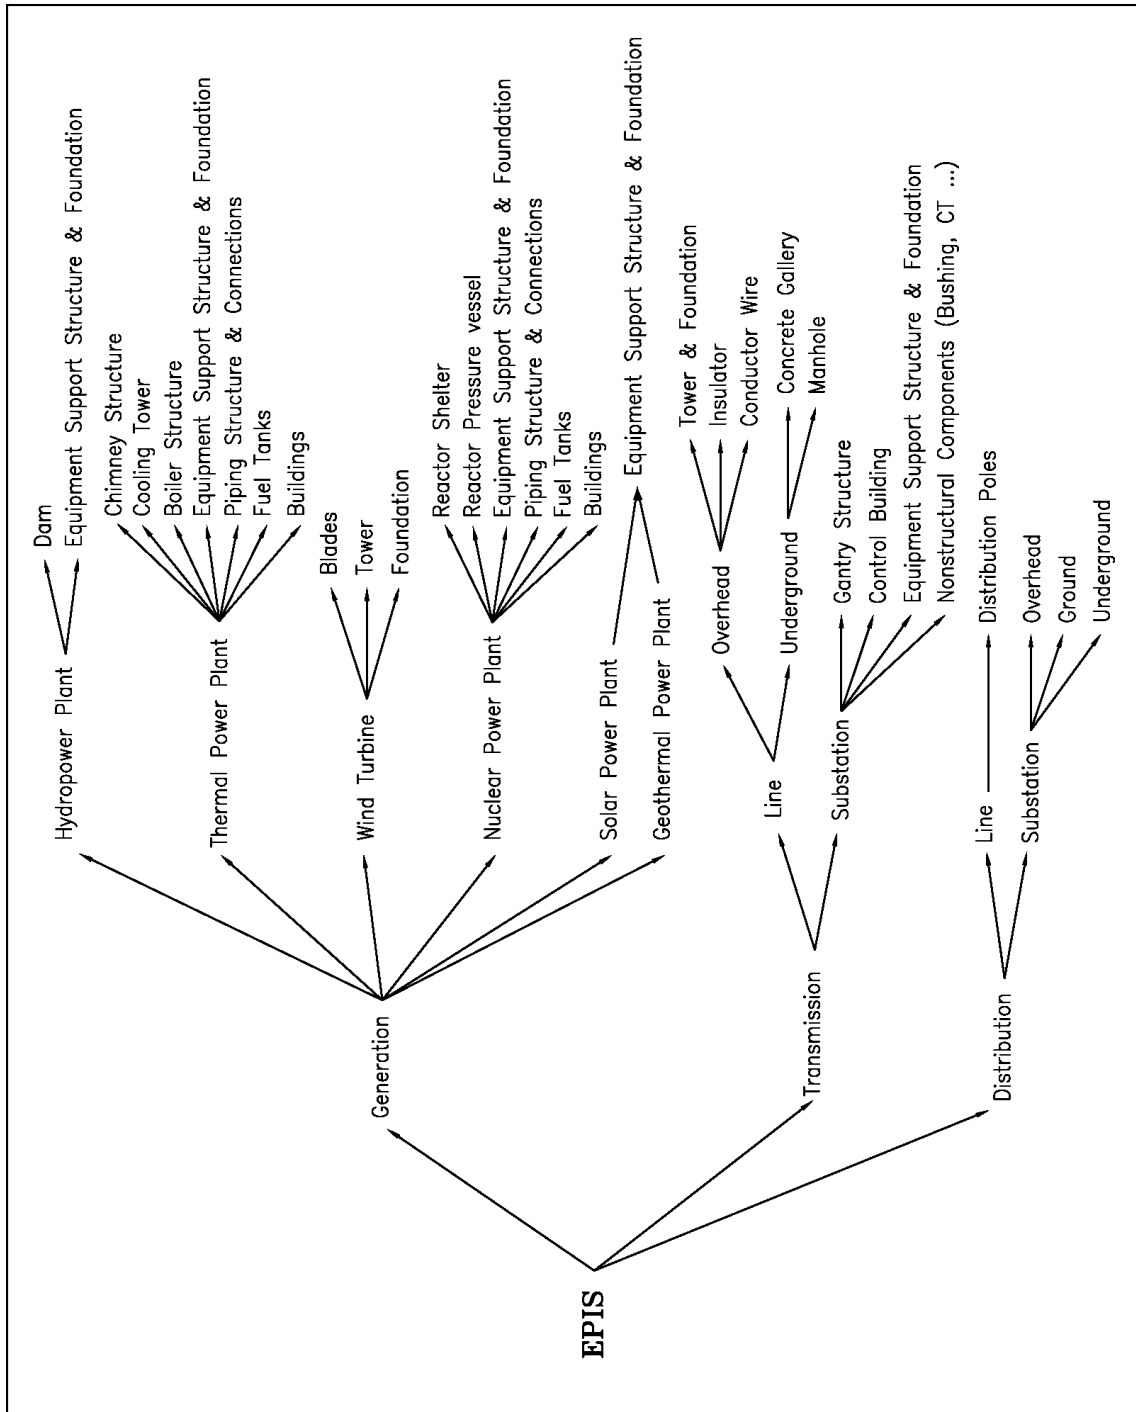 EPIS
Generation
Hydropower Plant
Dam
Equipment Support Structure & Foundation
Thermal Power Plant
Chimney Structure
Cooling Tower
Boiler Structure
Equipment Support Structure & Foundation
Piping Structure & Connections
Fuel Tanks
Buildings
Wind Turbine
Blades
Tower
Foundation
Nuclear Power Plant
Reactor Shelter
Reactor Pressure vessel
Equipment Support Structure & Foundation
Piping Structure & Connections
Fuel Tanks
Buildings
Solar Power Plant
Geothermal Power Plant
Equipment Support Structure & Foundation
Transmission
Line
Overhead
Tower & Foundation
Insulator
Conductor Wire
Underground
Concrete Gallery
Manhole
Substation
Gantry Structure
Control Building
Equipment Support Structure & Foundation
Nonstructural Components (Bushing, CT ...)
Distribution
Line
Distribution Poles
Substation
Overhead
Ground
Underground